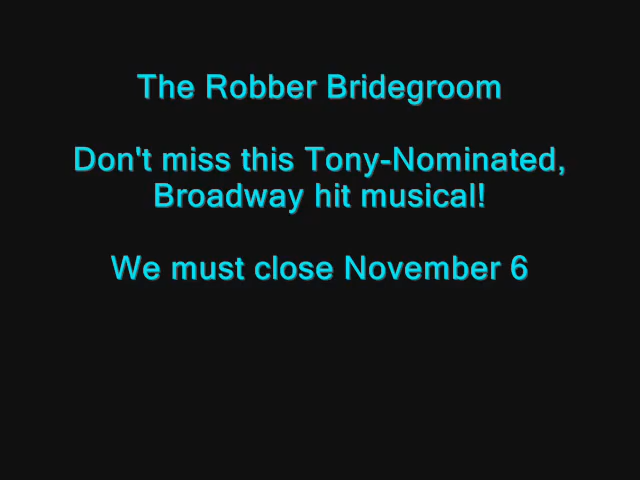 The Robber Bridegroom
Don't miss this Tony-Nominated,
Broadway hit musical!
We must close November 6